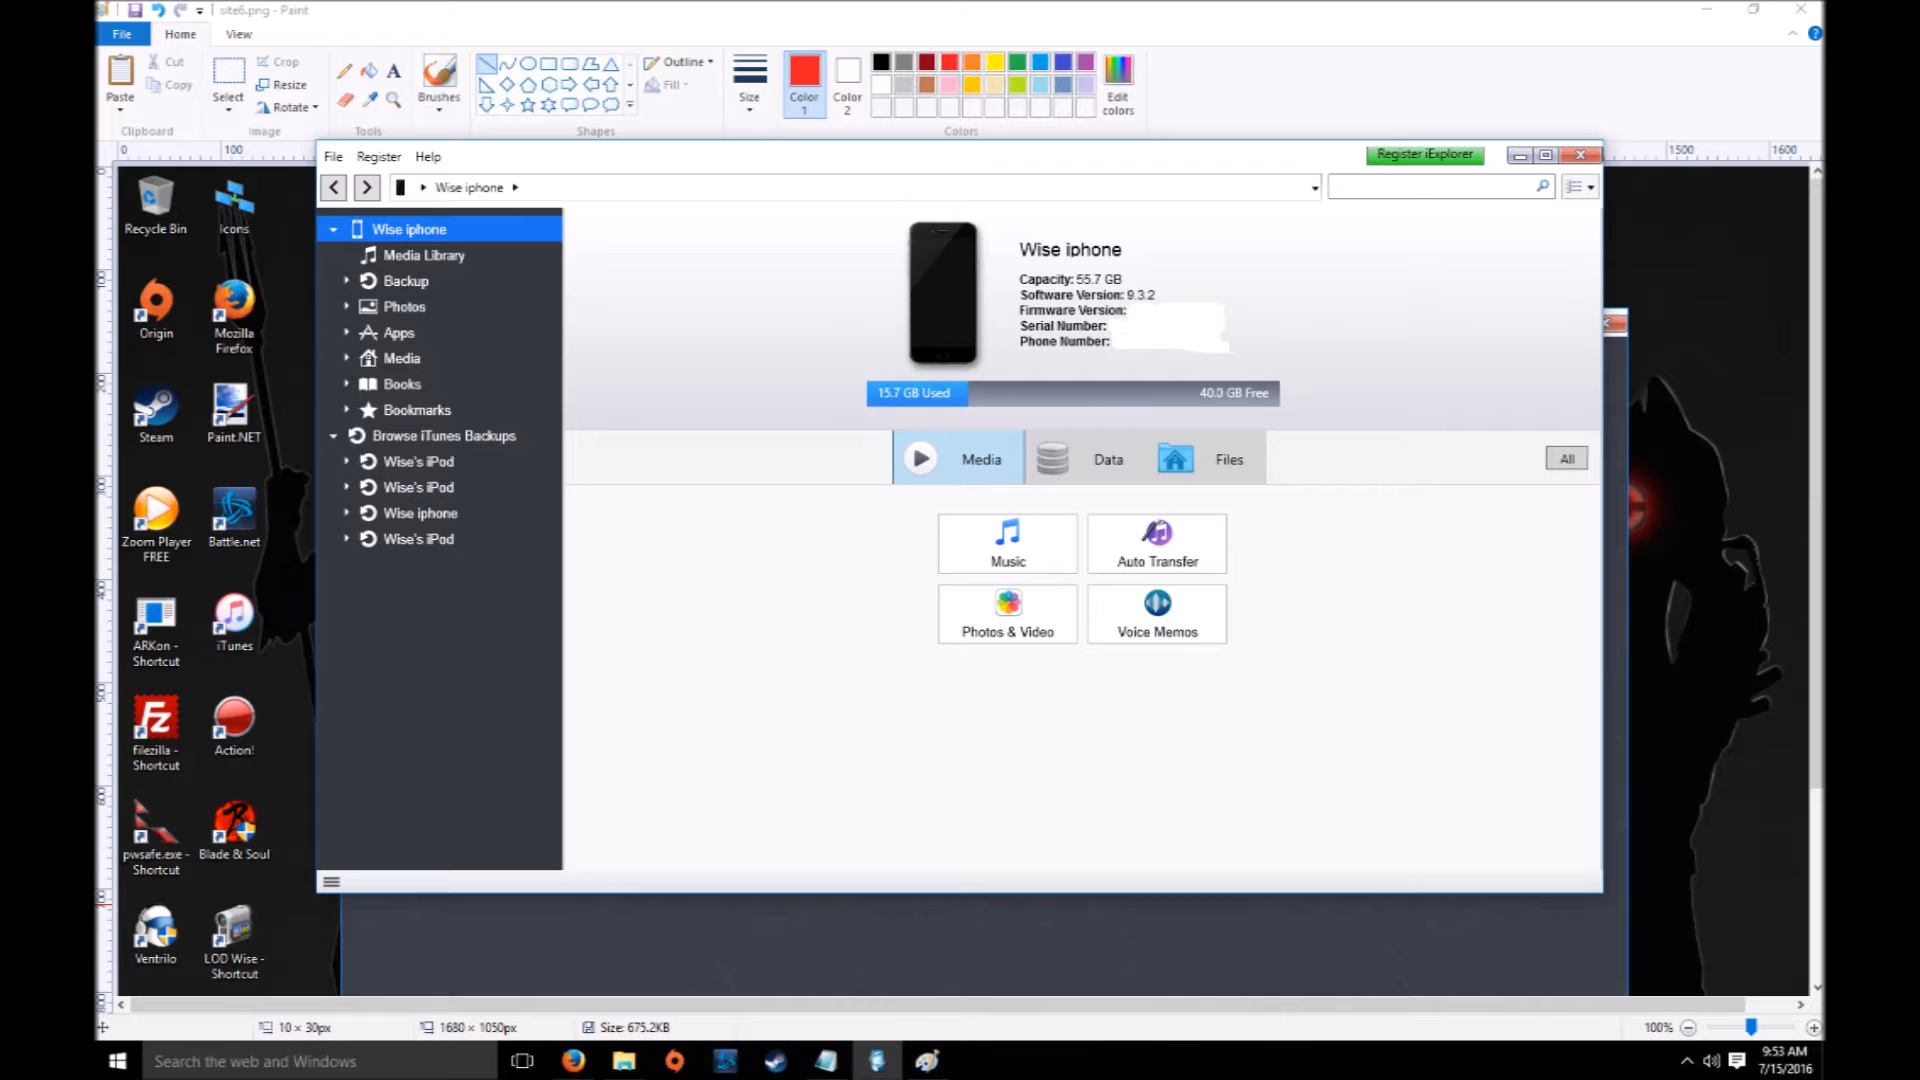 site6.png - Paint
File Home View
Paste
Cut
Copy
Clipboard
Select
Crop
Resize
Rotate
Image
Tools
Brushes
Shapes
Outline
Fill
Size
Color 1
Color 2
Colors
Edit colors
0 100 1500 1600
File Register Help
Register iExplorer
Wise iphone
Wise iphone
Media Library
Backup
Photos
Apps
Media
Books
Bookmarks
Browse iTunes Backups
Wise's iPod
Wise's iPod
Wise iphone
Wise's iPod
Wise iphone
Capacity: 55.7 GB
Software Version: 9.3.2
Firmware Version:
Serial Number:
Phone Number:
15.7 GB Used 40.0 GB Free
Media Data Files
All
Music
Auto Transfer
Photos & Video
Voice Memos
Recycle Bin
Icons
Origin
Mozilla Firefox
Steam
Paint.NET
Zoom Player FREE
Battle.net
ARKon - Shortcut
iTunes
filezilla - Shortcut
Action!
pwsafe.exe - Shortcut
Blade & Soul
Ventrilo
LOD Wise - Shortcut
10 × 30px
1680 × 1050px
Size: 675.2KB
100%
Search the web and Windows
9:53 AM
7/15/2016